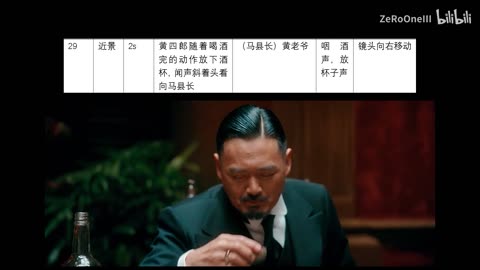 ZeRoOneIII bilibili
29 近景 2s 黄四郎随着喝酒 （马县长）黄老爷 咽 酒 镜头向右移动
完的动作放下酒 声，放
杯，闻声斜着头看 杯子声
向马县长